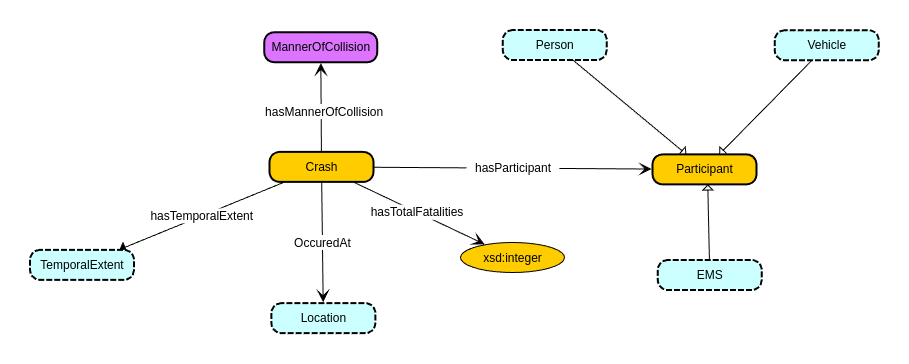 Person
Vehicle
MannerOfCollision
hasMannerOfCollision
Crash
hasParticipant
Participant
hasTemporalExtent
hasTotalFatalities
OccuredAt
xsd:integer
TemporalExtent
EMS
Location